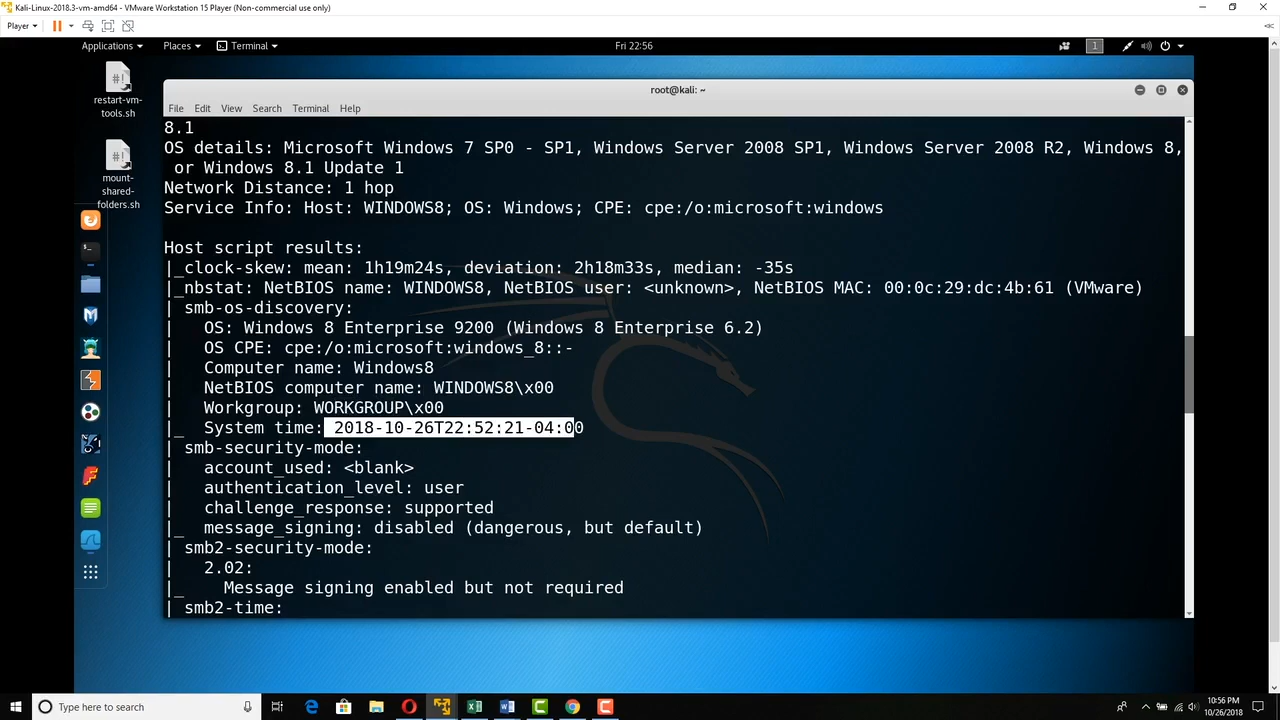 Kali-Linux-2018.3-vm-amd64 - VMware Workstation 15 Player (Non-commercial use only)
Player
Applications Places Terminal Fri 22:56 1
restart-vm-
tools.sh
mount-
shared-
folders.sh
root@kali: ~
File Edit View Search Terminal Help
8.1
OS details: Microsoft Windows 7 SP0 - SP1, Windows Server 2008 SP1, Windows Server 2008 R2, Windows 8,
 or Windows 8.1 Update 1
Network Distance: 1 hop
Service Info: Host: WINDOWS8; OS: Windows; CPE: cpe:/o:microsoft:windows
Host script results:
|_clock-skew: mean: 1h19m24s, deviation: 2h18m33s, median: -35s
|_nbstat: NetBIOS name: WINDOWS8, NetBIOS user: <unknown>, NetBIOS MAC: 00:0c:29:dc:4b:61 (VMware)
| smb-os-discovery:
|   OS: Windows 8 Enterprise 9200 (Windows 8 Enterprise 6.2)
|   OS CPE: cpe:/o:microsoft:windows_8::-
|   Computer name: Windows8
|   NetBIOS computer name: WINDOWS8\x00
|   Workgroup: WORKGROUP\x00
|_  System time: 2018-10-26T22:52:21-04:00
| smb-security-mode:
|   account_used: <blank>
|   authentication_level: user
|   challenge_response: supported
|_  message_signing: disabled (dangerous, but default)
| smb2-security-mode:
|   2.02:
|_    Message signing enabled but not required
| smb2-time:
Type here to search
10:56 PM
10/26/2018